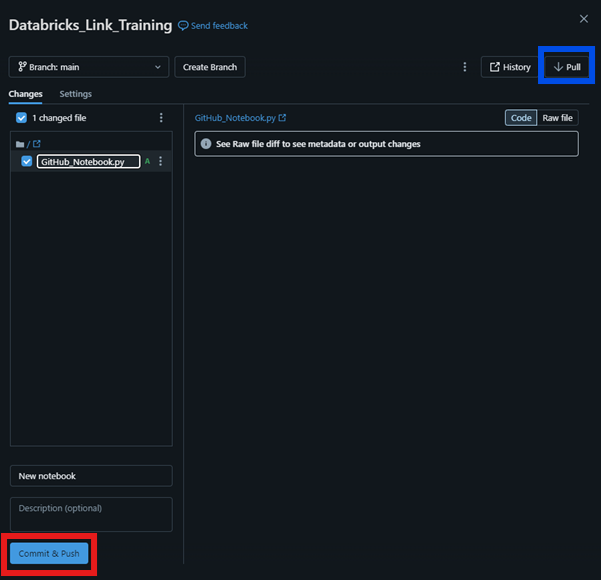 Databricks_Link_Training Send feedback
Branch: main Create Branch History Pull
Changes Settings
1 changed file
GitHub_Notebook.py Code Raw file
/
See Raw file diff to see metadata or output changes
GitHub_Notebook.py A
New notebook
Description (optional)
Commit & Push